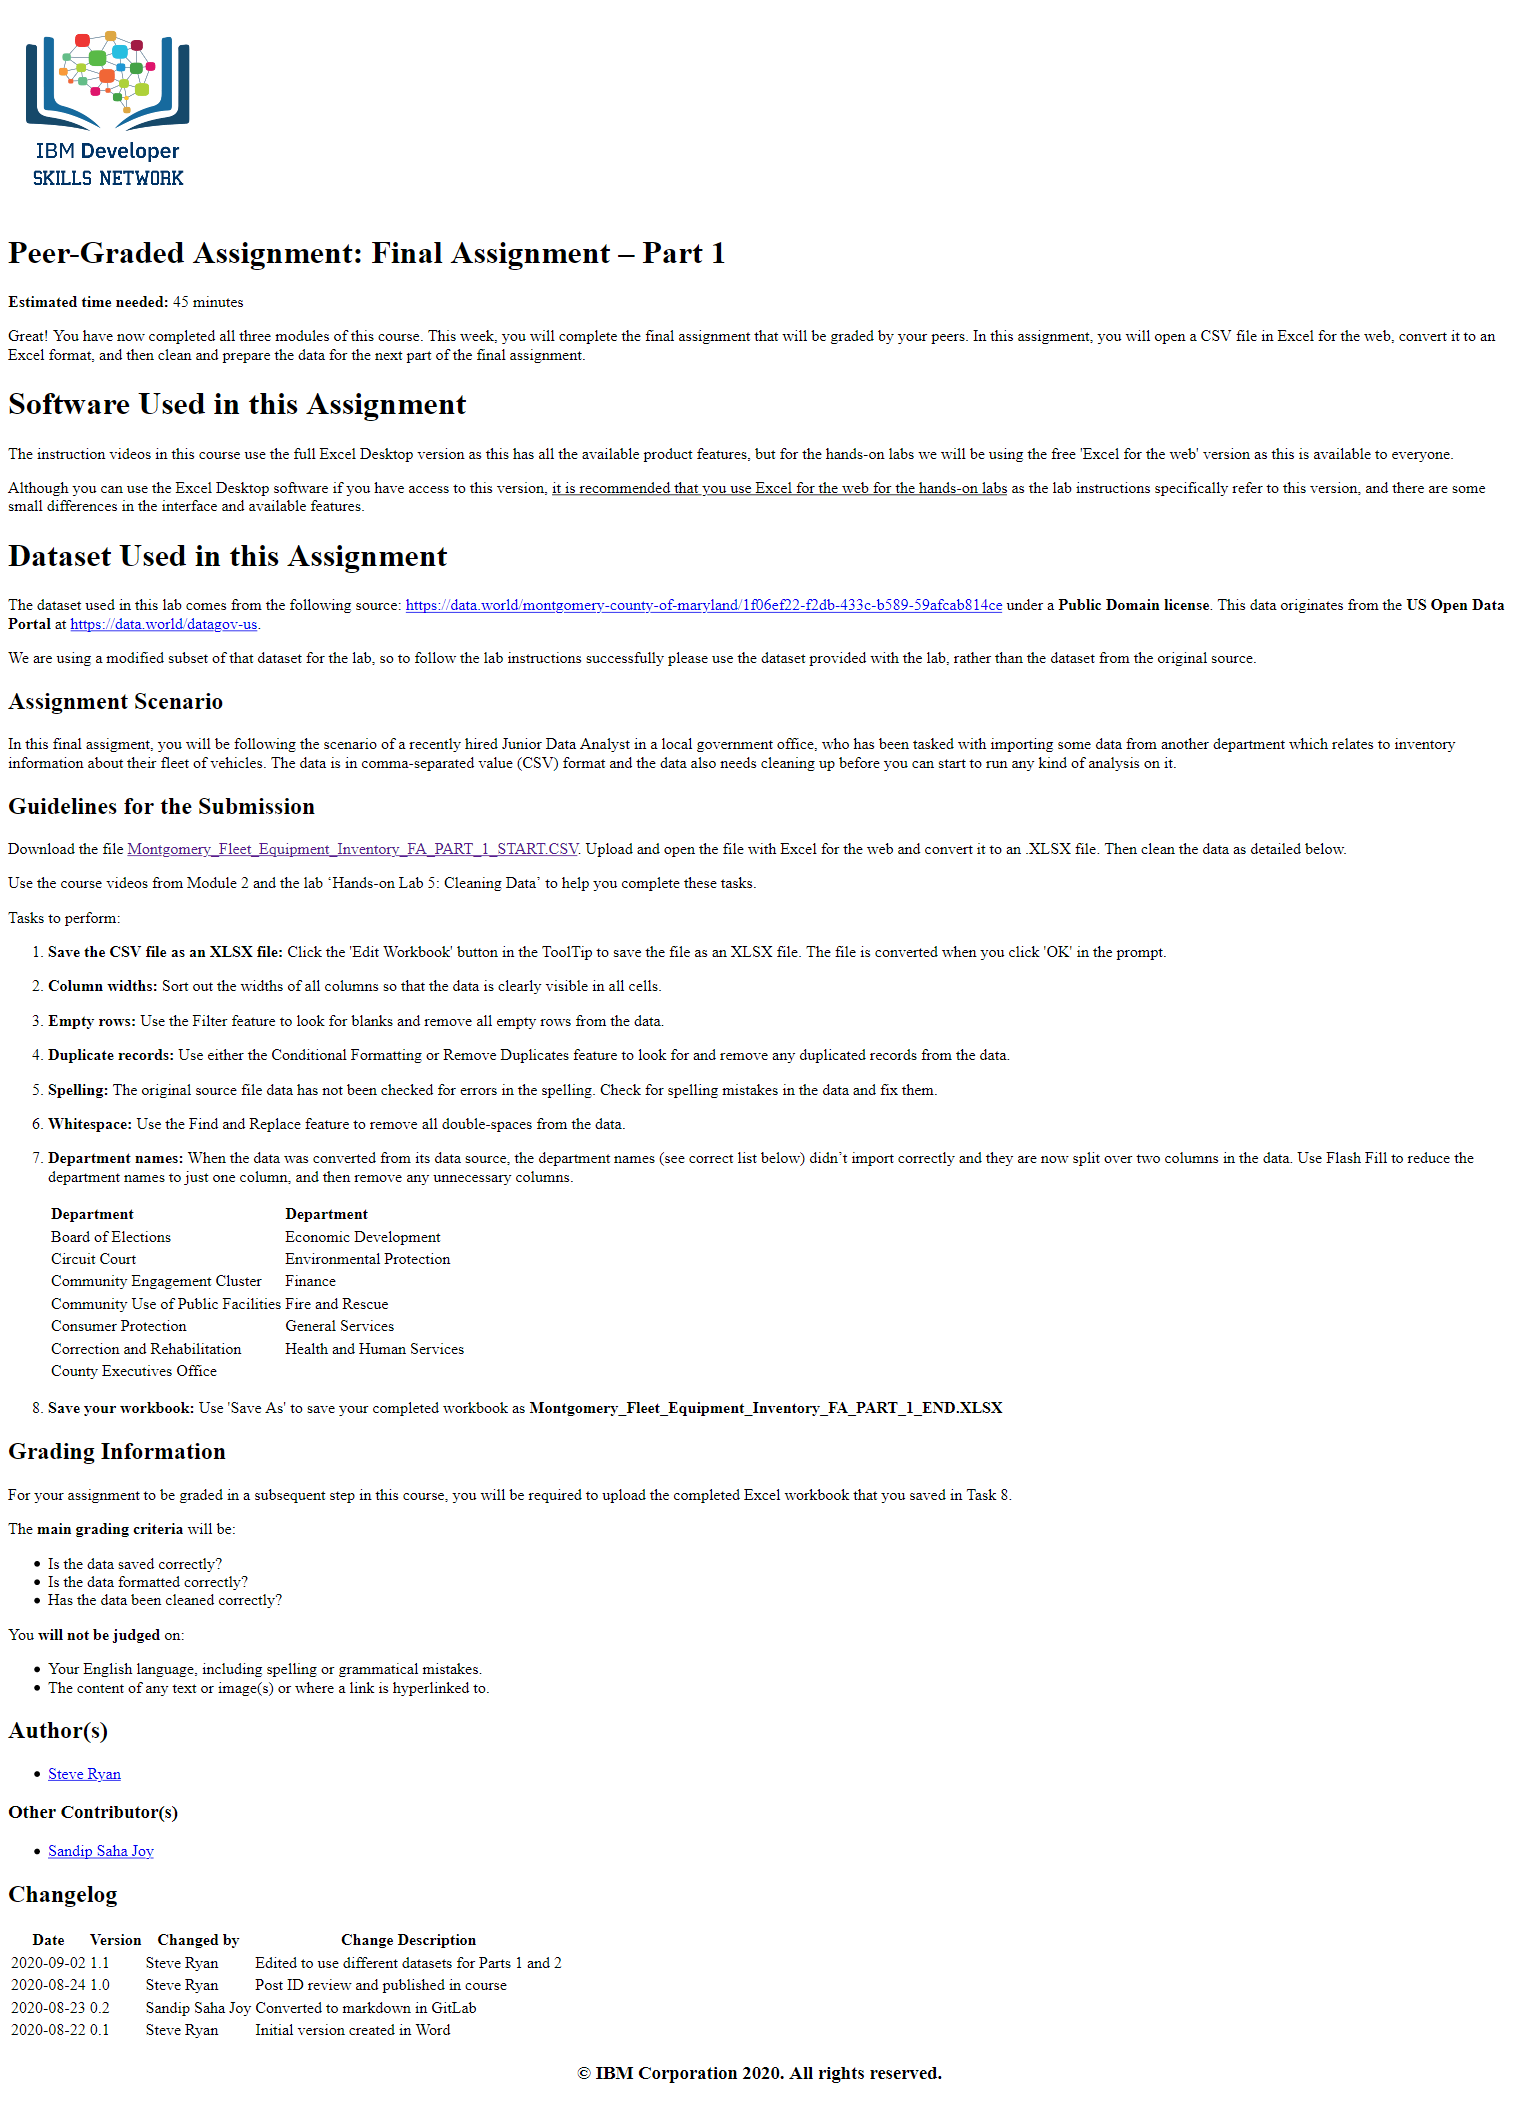 IBM Developer
SKILLS NETWORK
Peer-Graded Assignment: Final Assignment – Part 1
Estimated time needed: 45 minutes
Great! You have now completed all three modules of this course. This week, you will complete the final assignment that will be graded by your peers. In this assignment, you will open a CSV file in Excel for the web, convert it to an
Excel format, and then clean and prepare the data for the next part of the final assignment.
Software Used in this Assignment
The instruction videos in this course use the full Excel Desktop version as this has all the available product features, but for the hands-on labs we will be using the free 'Excel for the web' version as this is available to everyone.
Although you can use the Excel Desktop software if you have access to this version, it is recommended that you use Excel for the web for the hands-on labs as the lab instructions specifically refer to this version, and there are some
small differences in the interface and available features.
Dataset Used in this Assignment
The dataset used in this lab comes from the following source: https://data.world/montgomery-county-of-maryland/1f06ef22-f2db-433c-b589-59afcab814ce under a Public Domain license. This data originates from the US Open Data
Portal at https://data.world/datagov-us.
We are using a modified subset of that dataset for the lab, so to follow the lab instructions successfully please use the dataset provided with the lab, rather than the dataset from the original source.
Assignment Scenario
In this final assigment, you will be following the scenario of a recently hired Junior Data Analyst in a local government office, who has been tasked with importing some data from another department which relates to inventory
information about their fleet of vehicles. The data is in comma-separated value (CSV) format and the data also needs cleaning up before you can start to run any kind of analysis on it.
Guidelines for the Submission
Download the file Montgomery_Fleet_Equipment_Inventory_FA_PART_1_START.CSV. Upload and open the file with Excel for the web and convert it to an .XLSX file. Then clean the data as detailed below.
Use the course videos from Module 2 and the lab ‘Hands-on Lab 5: Cleaning Data’ to help you complete these tasks.
Tasks to perform:
1. Save the CSV file as an XLSX file: Click the 'Edit Workbook' button in the ToolTip to save the file as an XLSX file. The file is converted when you click 'OK' in the prompt.
2. Column widths: Sort out the widths of all columns so that the data is clearly visible in all cells.
3. Empty rows: Use the Filter feature to look for blanks and remove all empty rows from the data.
4. Duplicate records: Use either the Conditional Formatting or Remove Duplicates feature to look for and remove any duplicated records from the data.
5. Spelling: The original source file data has not been checked for errors in the spelling. Check for spelling mistakes in the data and fix them.
6. Whitespace: Use the Find and Replace feature to remove all double-spaces from the data.
7. Department names: When the data was converted from its data source, the department names (see correct list below) didn’t import correctly and they are now split over two columns in the data. Use Flash Fill to reduce the
department names to just one column, and then remove any unnecessary columns.
Department Department
Board of Elections Economic Development
Circuit Court Environmental Protection
Community Engagement Cluster Finance
Community Use of Public Facilities Fire and Rescue
Consumer Protection General Services
Correction and Rehabilitation Health and Human Services
County Executives Office
8. Save your workbook: Use 'Save As' to save your completed workbook as Montgomery_Fleet_Equipment_Inventory_FA_PART_1_END.XLSX
Grading Information
For your assignment to be graded in a subsequent step in this course, you will be required to upload the completed Excel workbook that you saved in Task 8.
The main grading criteria will be:
• Is the data saved correctly?
• Is the data formatted correctly?
• Has the data been cleaned correctly?
You will not be judged on:
• Your English language, including spelling or grammatical mistakes.
• The content of any text or image(s) or where a link is hyperlinked to.
Author(s)
• Steve Ryan
Other Contributor(s)
• Sandip Saha Joy
Changelog
Date Version Changed by Change Description
2020-09-02 1.1 Steve Ryan Edited to use different datasets for Parts 1 and 2
2020-08-24 1.0 Steve Ryan Post ID review and published in course
2020-08-23 0.2 Sandip Saha Joy Converted to markdown in GitLab
2020-08-22 0.1 Steve Ryan Initial version created in Word
© IBM Corporation 2020. All rights reserved.